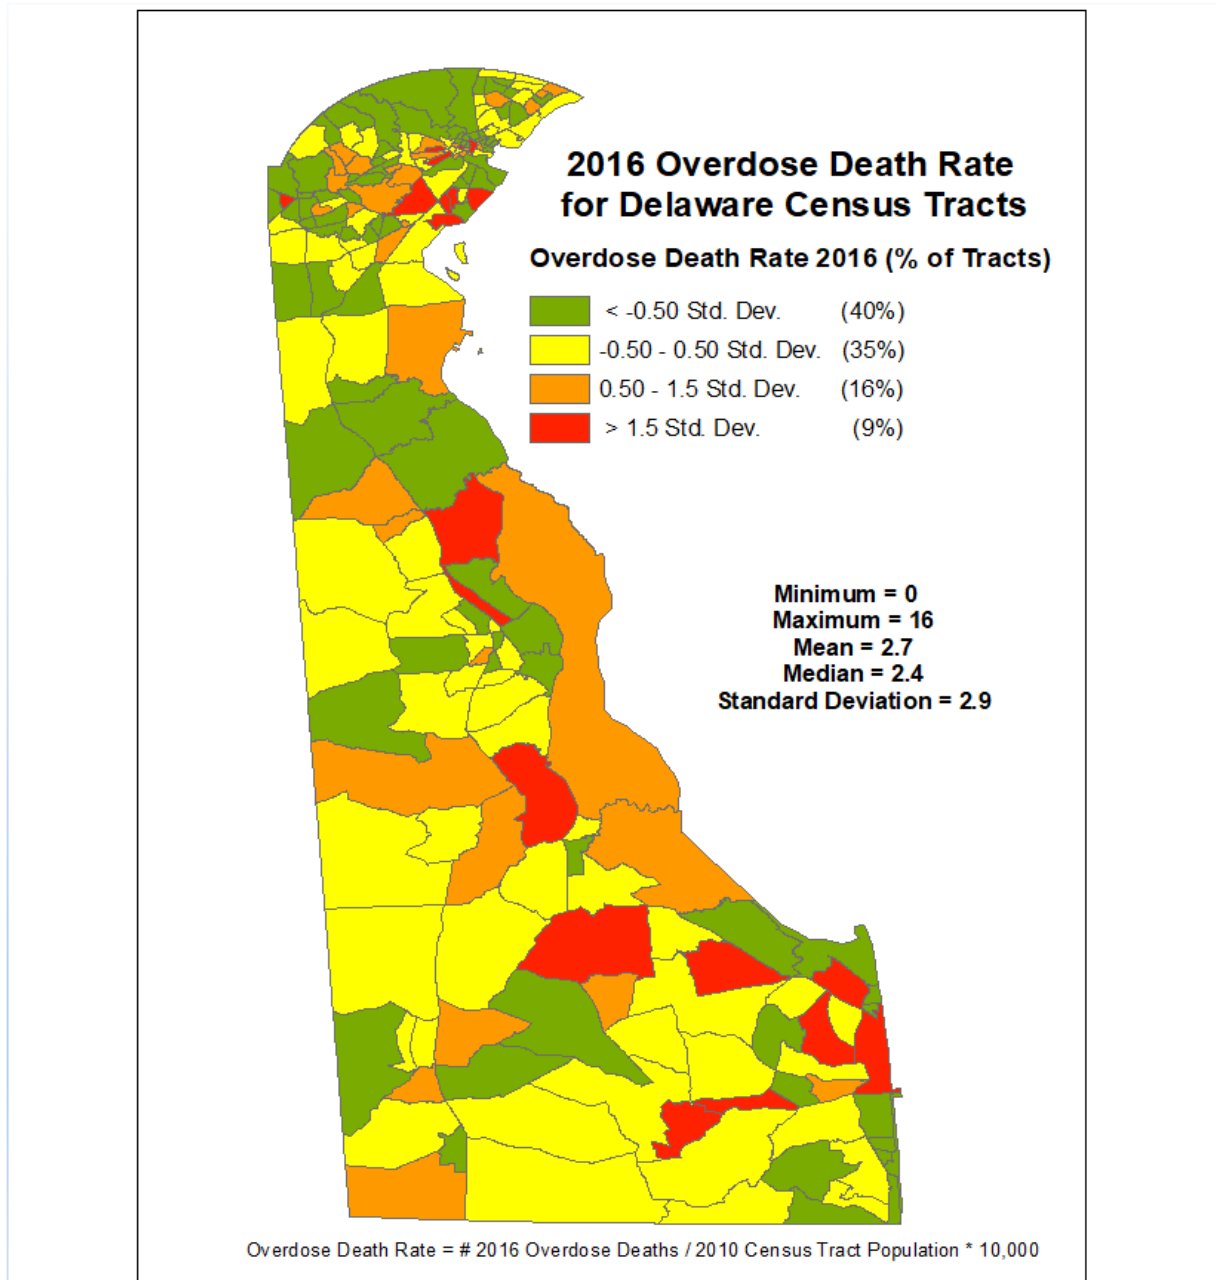 2016 Overdose Death Rate
for Delaware Census Tracts
Overdose Death Rate 2016 (% of Tracts)
< -0.50 Std. Dev. (40%)
-0.50 - 0.50 Std. Dev. (35%)
0.50 - 1.5 Std. Dev. (16%)
> 1.5 Std. Dev. (9%)
Minimum = 0
Maximum = 16
Mean = 2.7
Median = 2.4
Standard Deviation = 2.9
Overdose Death Rate = # 2016 Overdose Deaths / 2010 Census Tract Population * 10,000